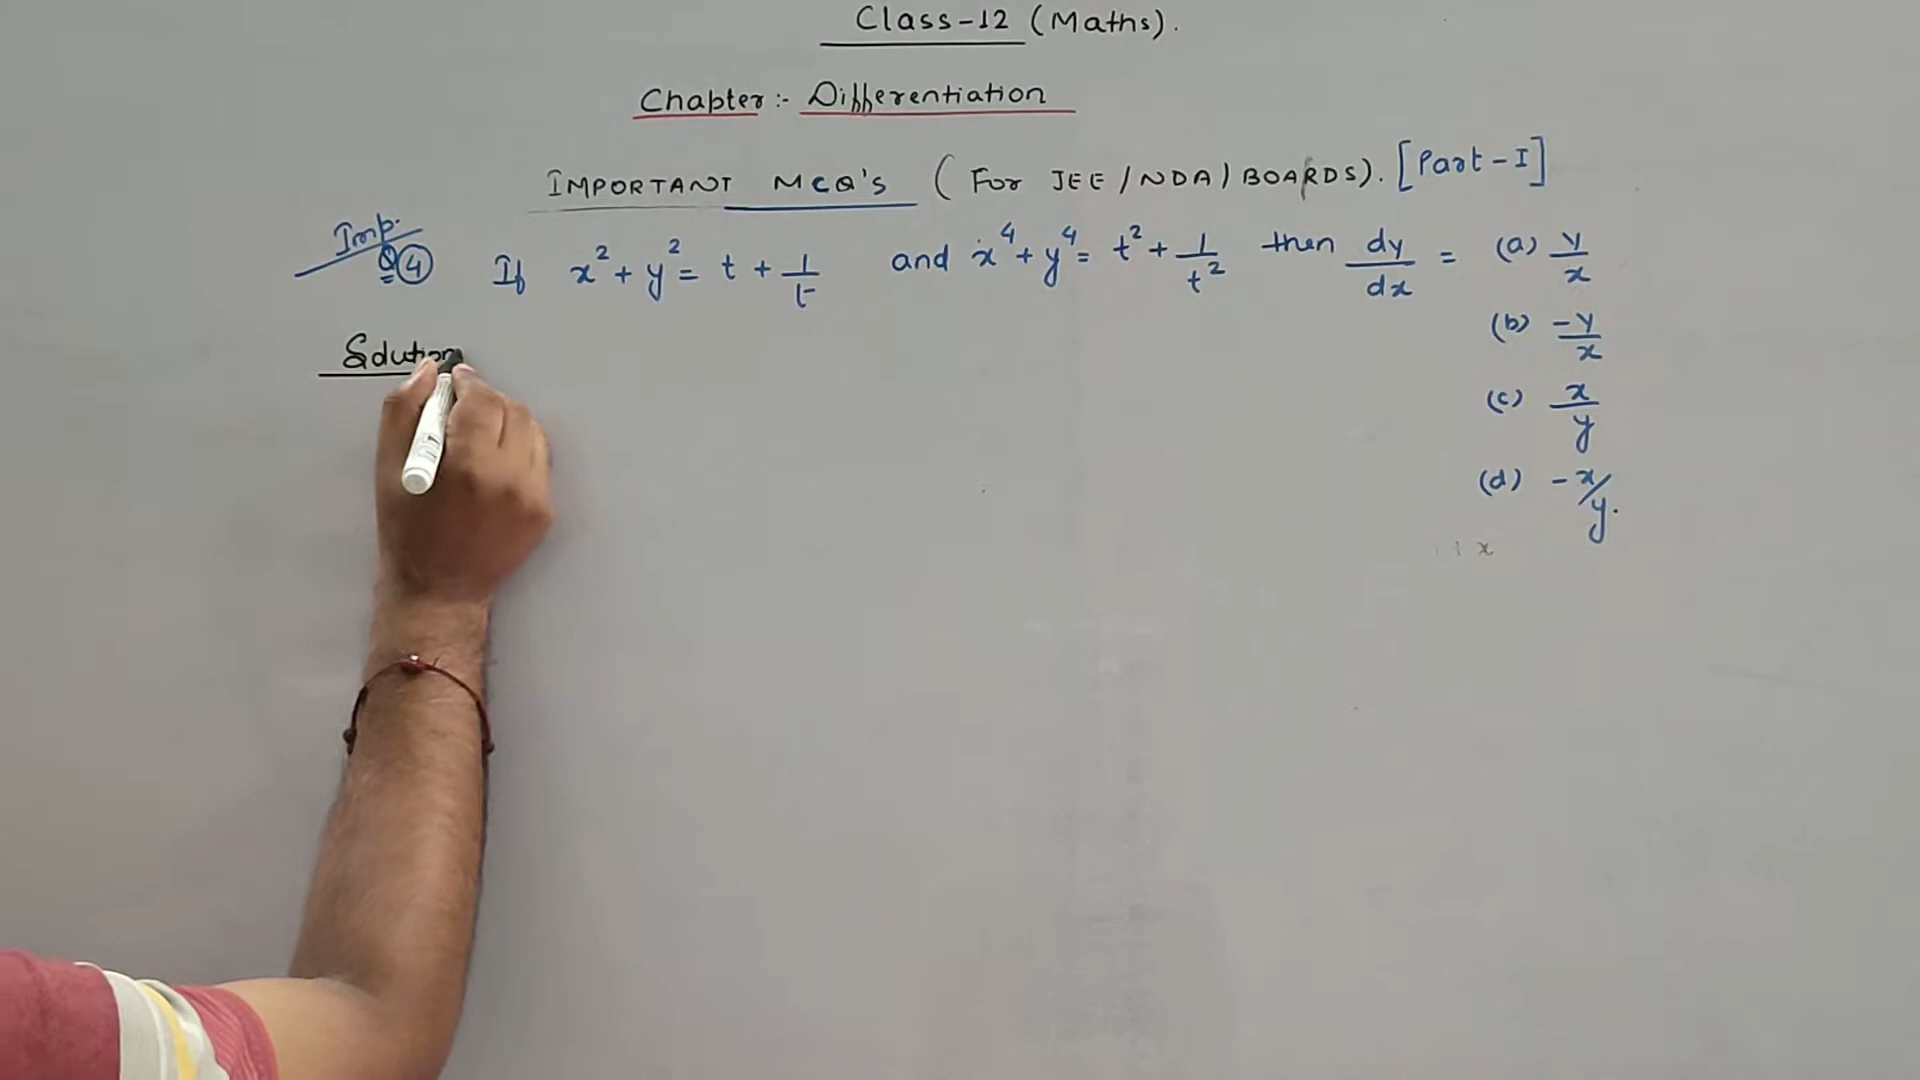 Class-12 (Maths).
Chapter :- Differentiation
IMPORTANT MCQ's (For JEE/NDA/BOARDS). [Part-I]
Imp.
Q④ If x² + y² = t + 1/t and x⁴ + y⁴ = t² + 1/t² then dy/dx = (a) y/x
(b) -y/x
Solution
(c) x/y
(d) -x/y.
x